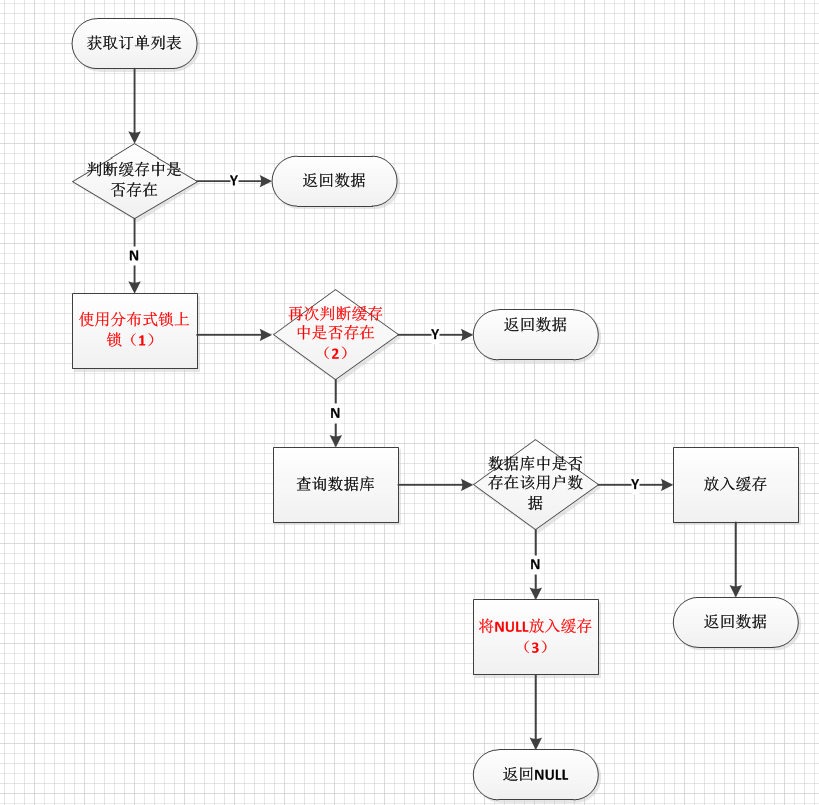 获取订单列表
判断缓存中是
否存在
Y
返回数据
N
使用分布式锁上
锁（1）
再次判断缓存
中是否存在
（2）
Y
返回数据
N
查询数据库
数据库中是否
存在该用户数
据
Y
放入缓存
N
返回数据
将NULL放入缓存
（3）
返回NULL